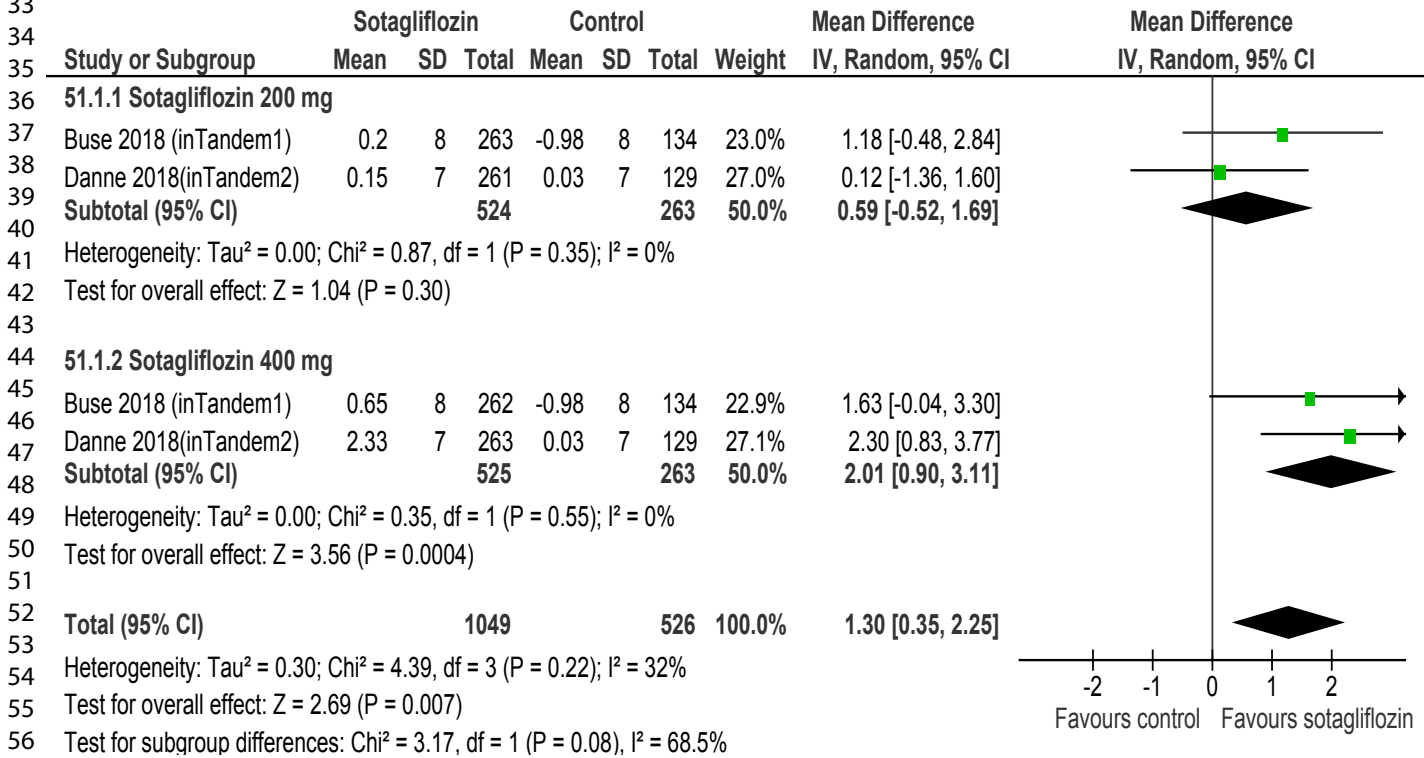 33
Sotagliflozin Control Mean Difference Mean Difference
34
Study or Subgroup Mean SD Total Mean SD Total Weight IV, Random, 95% CI IV, Random, 95% CI
35
36 51.1.1 Sotagliflozin 200 mg
37 Buse 2018 (inTandem1) 0.2 8 263 -0.98 8 134 23.0% 1.18 [-0.48, 2.84]
38 Danne 2018(inTandem2) 0.15 7 261 0.03 7 129 27.0% 0.12 [-1.36, 1.60]
39 Subtotal (95% CI) 524 263 50.0% 0.59 [-0.52, 1.69]
40
41 Heterogeneity: Tau² = 0.00; Chi² = 0.87, df = 1 (P = 0.35); I² = 0%
42 Test for overall effect: Z = 1.04 (P = 0.30)
43
44 51.1.2 Sotagliflozin 400 mg
45 Buse 2018 (inTandem1) 0.65 8 262 -0.98 8 134 22.9% 1.63 [-0.04, 3.30]
46
47 Danne 2018(inTandem2) 2.33 7 263 0.03 7 129 27.1% 2.30 [0.83, 3.77]
48 Subtotal (95% CI) 525 263 50.0% 2.01 [0.90, 3.11]
49 Heterogeneity: Tau² = 0.00; Chi² = 0.35, df = 1 (P = 0.55); I² = 0%
50 Test for overall effect: Z = 3.56 (P = 0.0004)
51
52 Total (95% CI) 1049 526 100.0% 1.30 [0.35, 2.25]
53
54 Heterogeneity: Tau² = 0.30; Chi² = 4.39, df = 3 (P = 0.22); I² = 32%
-2 -1 0 1 2
55 Test for overall effect: Z = 2.69 (P = 0.007)
Favours control Favours sotagliflozin
56 Test for subgroup differences: Chi² = 3.17, df = 1 (P = 0.08), I² = 68.5%